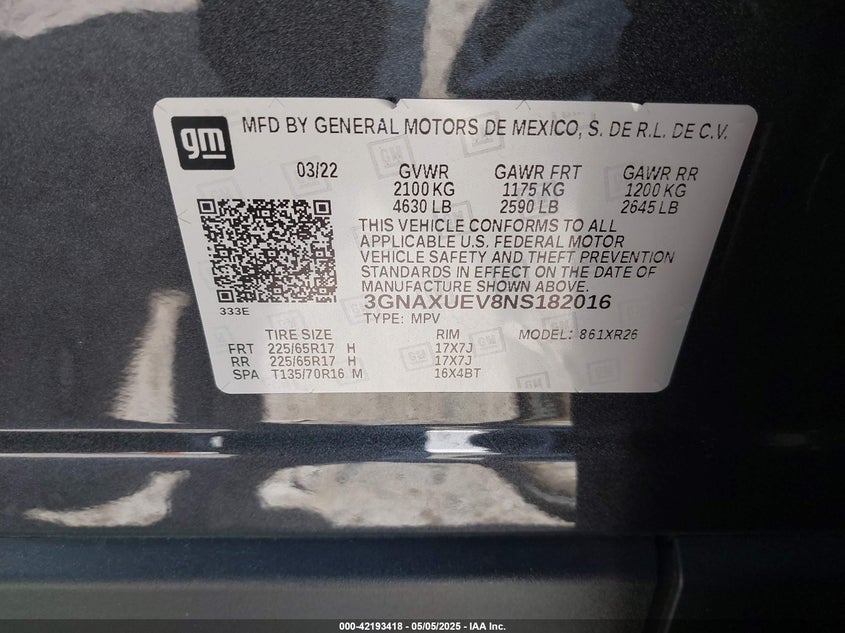 gm MFD BY GENERAL MOTORS DE MEXICO, S. DE R.L. DE C.V.
03/22 GVWR GAWR FRT GAWR RR
2100 KG 1175 KG 1200 KG
4630 LB 2590 LB 2645 LB
THIS VEHICLE CONFORMS TO ALL
APPLICABLE U.S. FEDERAL MOTOR
VEHICLE SAFETY AND THEFT PREVENTION
STANDARDS IN EFFECT ON THE DATE OF
MANUFACTURE SHOWN ABOVE.
3GNAXUEV8NS182016
333E TYPE: MPV
TIRE SIZE RIM MODEL: 861XR26
FRT 225/65R17 H 17X7J
RR 225/65R17 H 17X7J
SPA T135/70R16 M 16X4BT
000-42193418 - 05/05/2025 - IAA Inc.